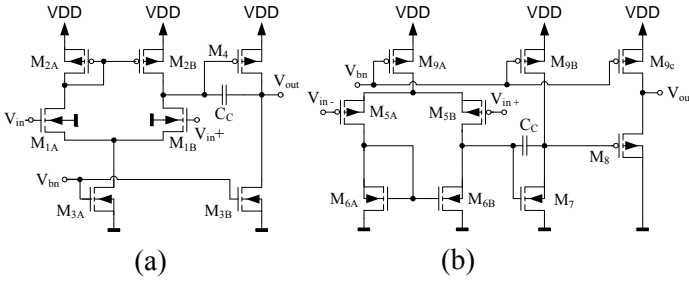 VDD VDD VDD VDD VDD VDD
M2A M2B M4 M9A M9B M9c
Vbn
Vout Vou
Vin- Vin+ CC Vin- M5A M5B Vin+ CC
M1A M1B M8
Vbn
M3A M3B M6A M6B M7
(a) (b)